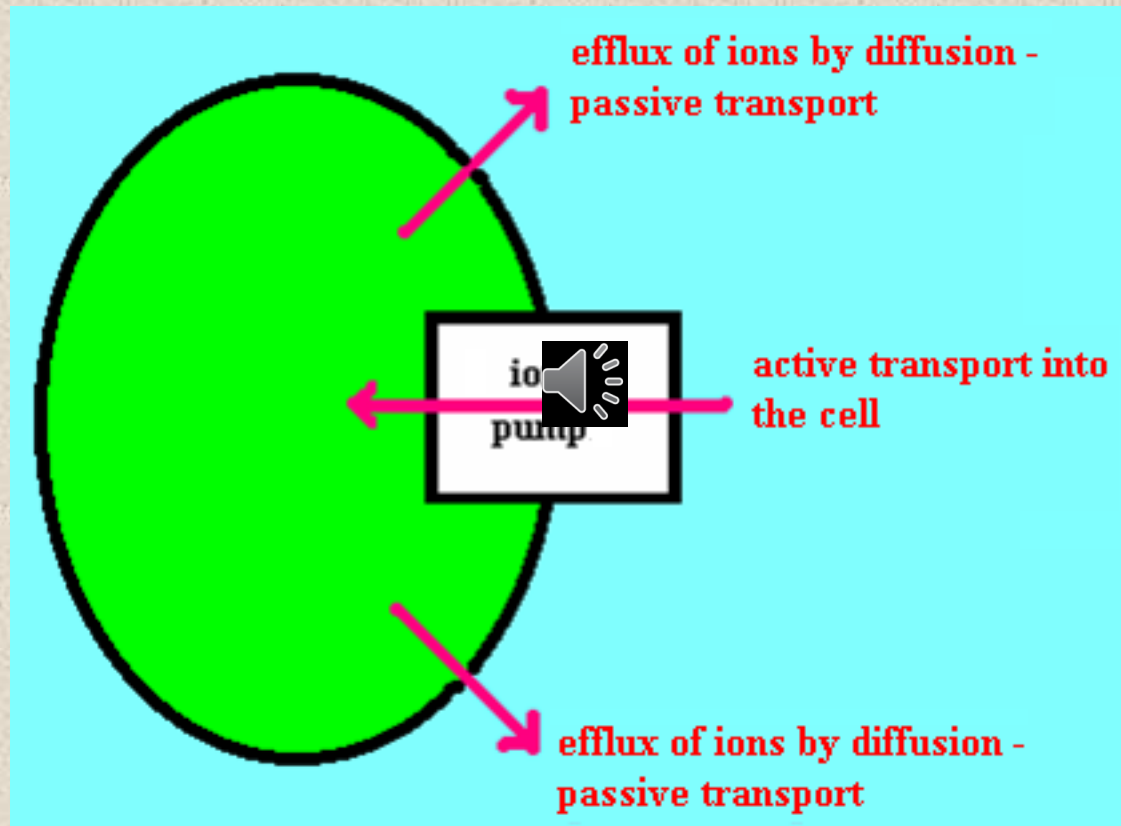 efflux of ions by diffusion -
passive transport
active transport into
the cell
pump
efflux of ions by diffusion -
passive transport